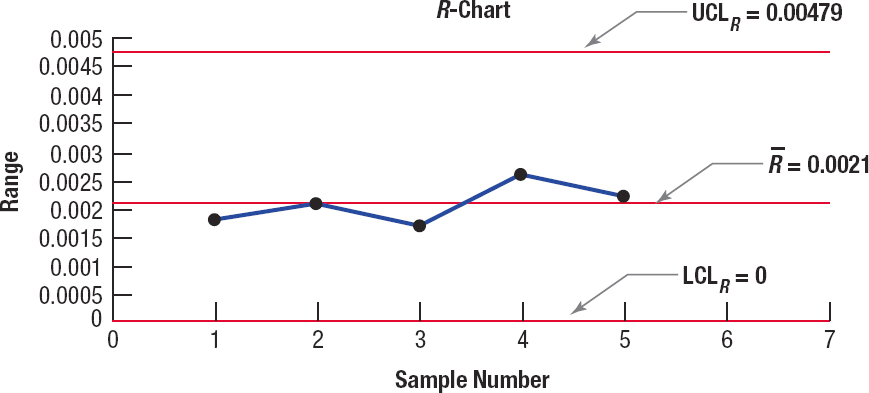 R-Chart
UCL_R = 0.00479
0.005
0.0045
0.004
0.0035
0.003
0.0025
0.002
0.0015
0.001
0.0005
0
Range
R̅ = 0.0021
LCL_R = 0
0 1 2 3 4 5 6 7
Sample Number